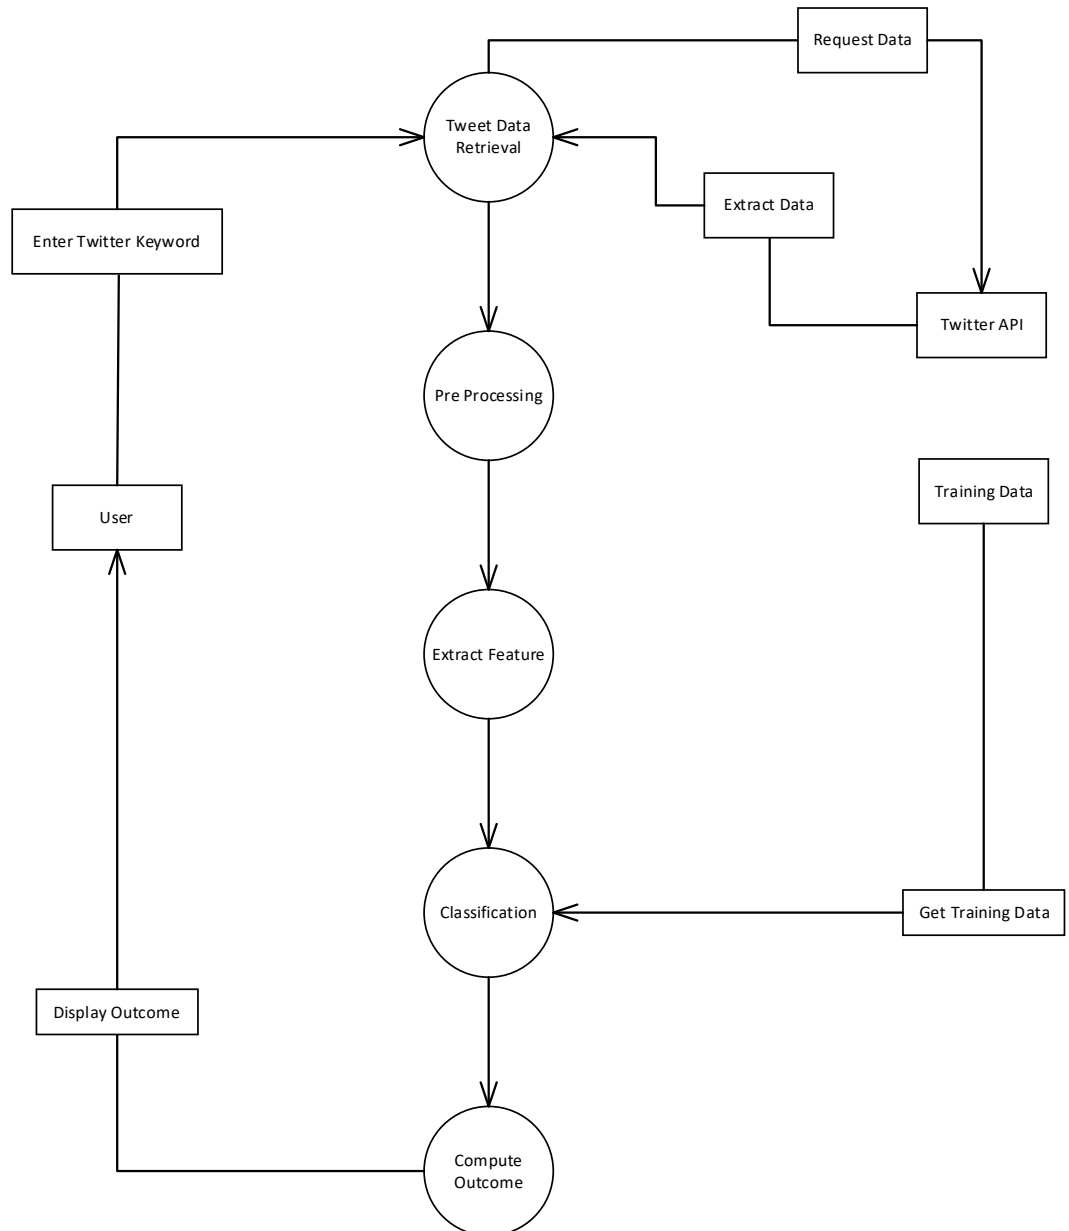 Request Data
Tweet Data
Retrieval
Extract Data
Enter Twitter Keyword
Twitter API
Pre Processing
Training Data
User
Extract Feature
Classification
Get Training Data
Display Outcome
Compute
Outcome